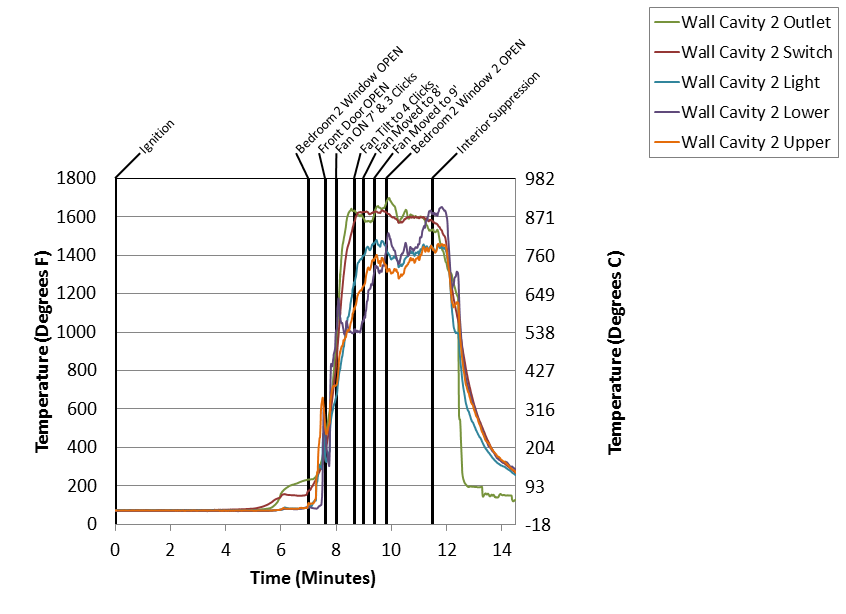 Wall Cavity 2 Outlet
Wall Cavity 2 Switch
Wall Cavity 2 Light
Wall Cavity 2 Lower
Wall Cavity 2 Upper
Ignition
Bedroom 2 Window OPEN
Front Door OPEN
Fan ON 7' & 3 Clicks
Fan Tilt to 4 Clicks
Fan Moved to 8'
Fan Moved to 9'
Bedroom 2 Window 2 OPEN
Interior Suppression
Temperature (Degrees F)
1800
1600
1400
1200
1000
800
600
400
200
0
982
871
760
649
538
427
316
204
93
-18
Temperature (Degrees C)
0 2 4 6 8 10 12 14
Time (Minutes)